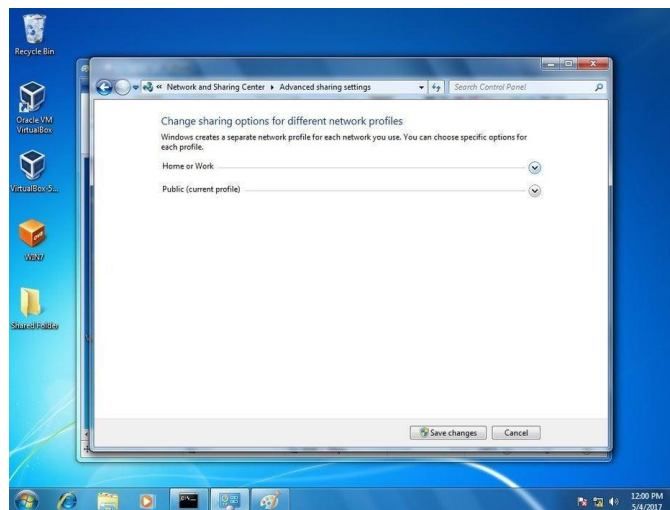 Recycle Bin
« Network and Sharing Center ▸ Advanced sharing settings
Search Control Panel
Oracle VM
VirtualBox
Change sharing options for different network profiles
Windows creates a separate network profile for each network you use. You can choose specific options for
each profile.
Home or Work
Public (current profile)
VirtualBox-5...
WIN7
Shared Folder
Save changes
Cancel
12:00 PM
5/4/2017